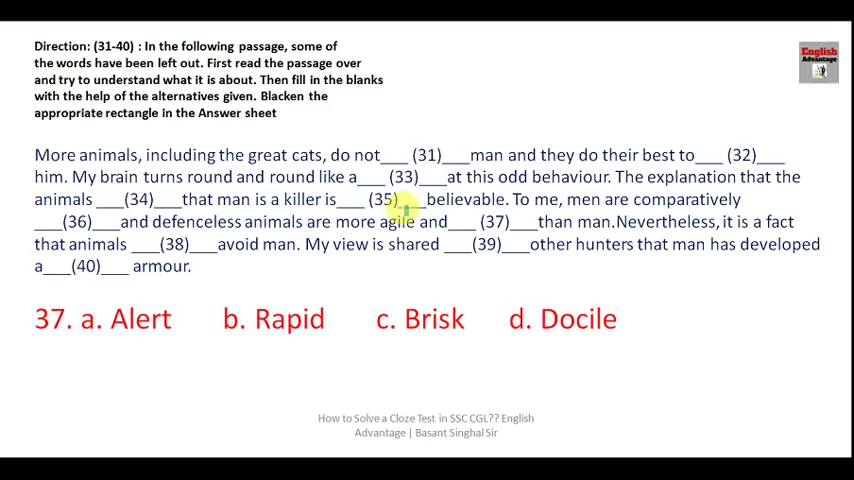 Direction: (31-40) : In the following passage, some of
the words have been left out. First read the passage over
and try to understand what it is about. Then fill in the blanks
with the help of the alternatives given. Blacken the
appropriate rectangle in the Answer sheet
English
Advantage
More animals, including the great cats, do not___ (31)___man and they do their best to___ (32)___
him. My brain turns round and round like a___ (33)___at this odd behaviour. The explanation that the
animals ___(34)___that man is a killer is___ (35)___believable. To me, men are comparatively
___(36)___and defenceless animals are more agile and___ (37)___than man.Nevertheless, it is a fact
that animals ___(38)___avoid man. My view is shared ___(39)___other hunters that man has developed
a___(40)___ armour.
37. a. Alert b. Rapid c. Brisk d. Docile
How to Solve a Cloze Test in SSC CGL?? English
Advantage | Basant Singhal Sir